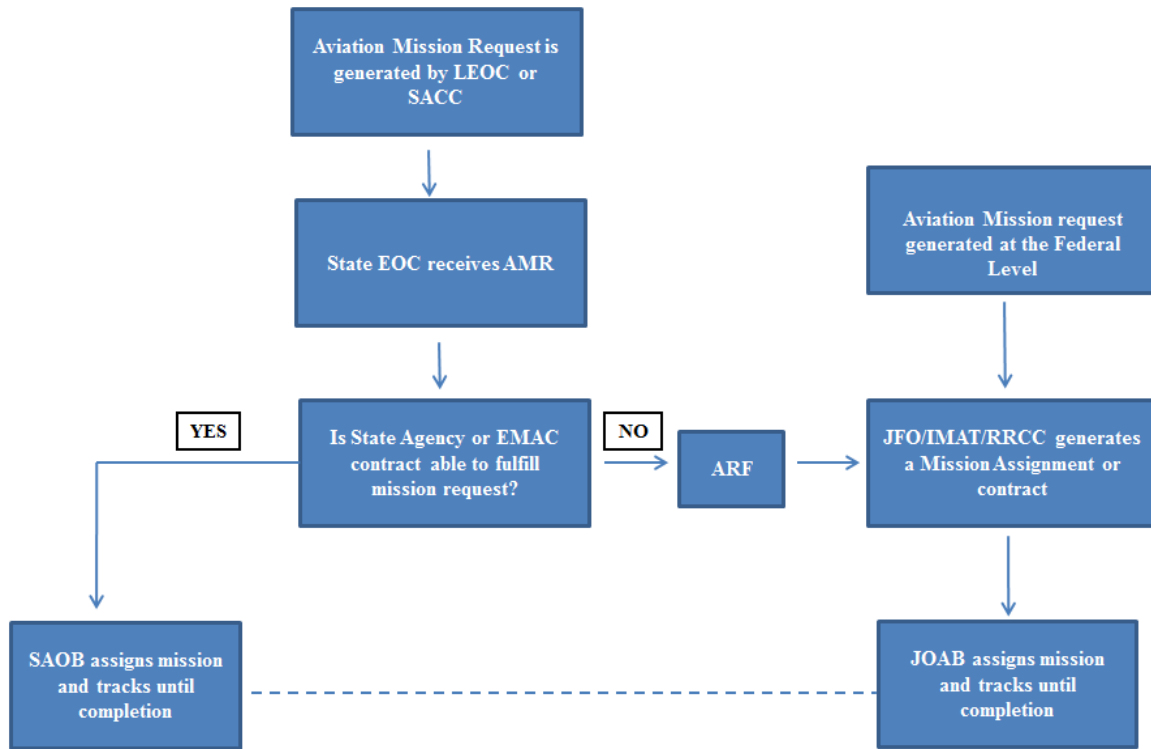 Aviation Mission Request is
generated by LEOC or
SACC
State EOC receives AMR
Aviation Mission request
generated at the Federal
Level
YES
Is State Agency or EMAC
contract able to fulfill
mission request?
NO
ARF
JFO/IMAT/RRCC generates
a Mission Assignment or
contract
SAOB assigns mission
and tracks until
completion
JOAB assigns mission
and tracks until
completion